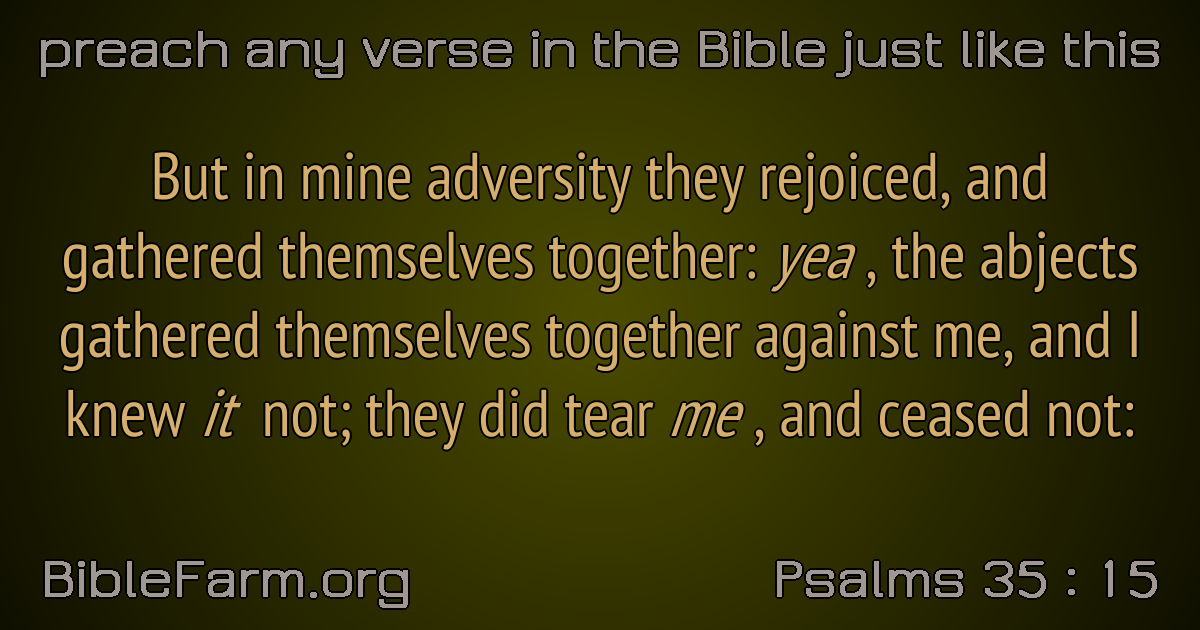 preach any verse in the Bible just like this
But in mine adversity they rejoiced, and
gathered themselves together: yea , the abjects
gathered themselves together against me, and I
knew it not; they did tear me , and ceased not:
BibleFarm.org
Psalms 35 : 15